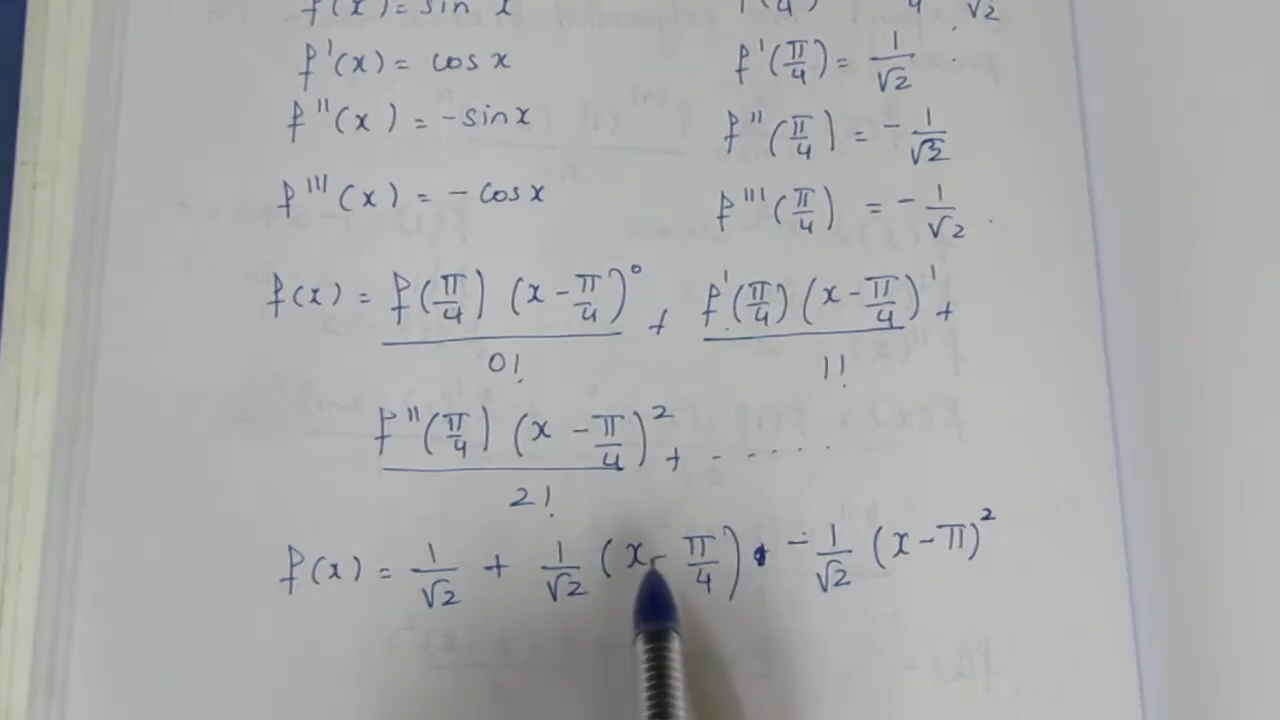 f(x) = sin x
f'(x) = cos x f'(π/4) = 1/√2
f''(x) = -sin x f''(π/4) = - 1/√2
f'''(x) = - cos x f'''(π/4) = - 1/√2
f(x) = f(π/4) (x - π/4)⁰ / 0! + f'(π/4) (x - π/4)¹ / 1! +
f''(π/4) (x - π/4)² / 2! + ......
f(x) = 1/√2 + 1/√2 (x - π/4) - 1/√2 (x - π)²